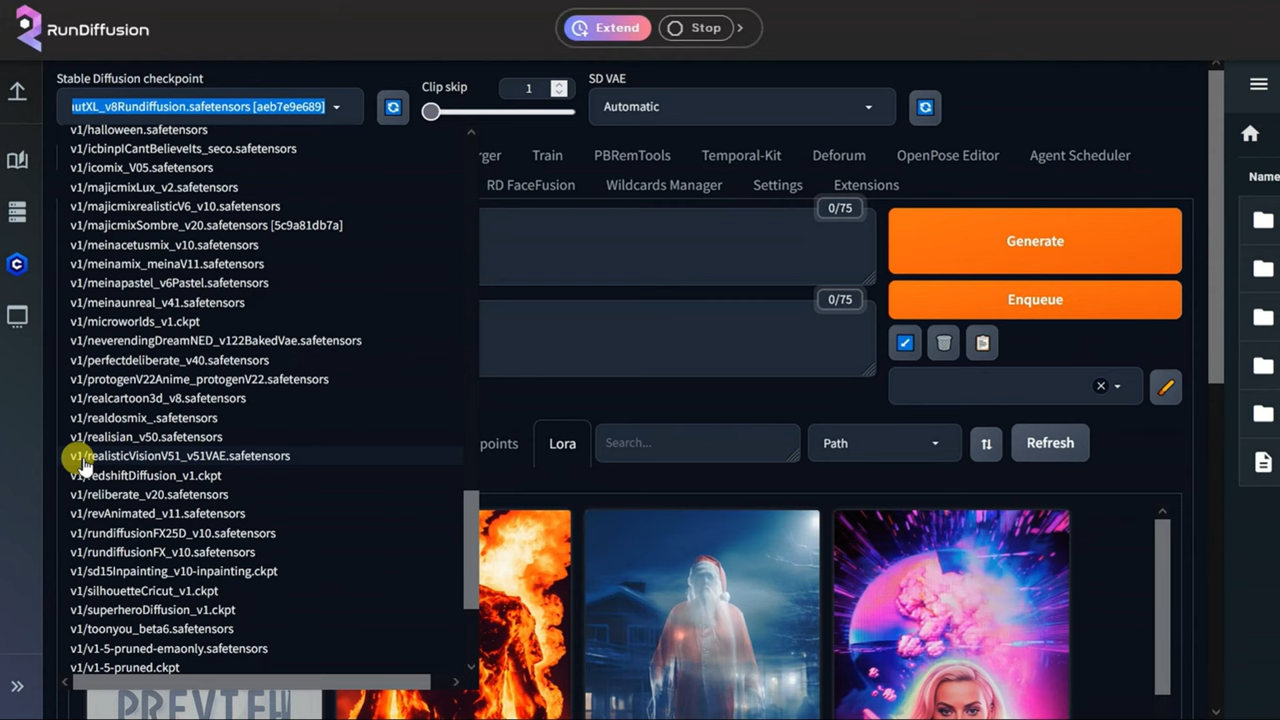 RunDiffusion
Extend
Stop
Stable Diffusion checkpoint
utXL_v8Rundiffusion.safetensors [aeb7e9e689]
Clip skip
1
SD VAE
Automatic
v1/halloween.safetensors
v1/icbinpICantBelieveIts_seco.safetensors
v1/icomix_V05.safetensors
v1/majicmixLux_v2.safetensors
v1/majicmixrealisticV6_v10.safetensors
v1/majicmixSombre_v20.safetensors [5c9a81db7a]
v1/meinacetusmix_v10.safetensors
v1/meinamix_meinaV11.safetensors
v1/meinapastel_v6Pastel.safetensors
v1/meinaunreal_v41.safetensors
v1/microworlds_v1.ckpt
v1/neverendingDreamNED_v122BakedVae.safetensors
v1/perfectdeliberate_v40.safetensors
v1/protogenV22Anime_protogenV22.safetensors
v1/realcartoon3d_v8.safetensors
v1/realdosmix_.safetensors
v1/realisian_v50.safetensors
v1/realisticVisionV51_v51VAE.safetensors
v1/redshiftDiffusion_v1.ckpt
v1/reliberate_v20.safetensors
v1/revAnimated_v11.safetensors
v1/rundiffusionFX25D_v10.safetensors
v1/rundiffusionFX_v10.safetensors
v1/sd15Inpainting_v10-inpainting.ckpt
v1/silhouetteCricut_v1.ckpt
v1/superheroDiffusion_v1.ckpt
v1/toonyou_beta6.safetensors
v1/v1-5-pruned-emaonly.safetensors
v1/v1-5-pruned.ckpt
rger
Train
PBRemTools
Temporal-Kit
Deforum
OpenPose Editor
Agent Scheduler
RD FaceFusion
Wildcards Manager
Settings
Extensions
0/75
0/75
Generate
Enqueue
points
Lora
Search...
Path
Refresh
Name
PREVIEW